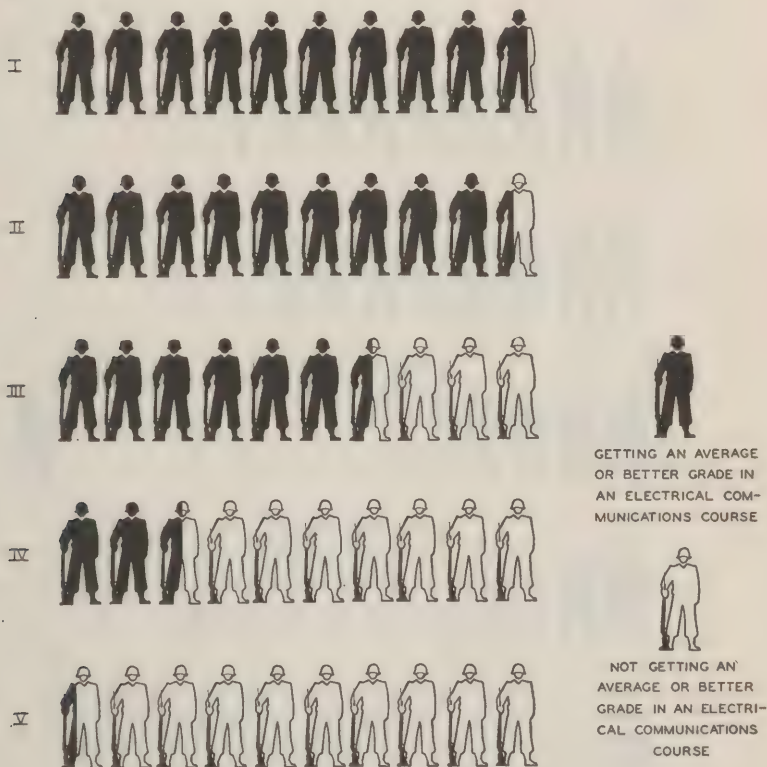 I
II
III
IV
V
GETTING AN AVERAGE
OR BETTER GRADE IN
AN ELECTRICAL COM-
MUNICATIONS COURSE
NOT GETTING AN
AVERAGE OR BETTER
GRADE IN AN ELECTRI-
CAL COMMUNICATIONS
COURSE